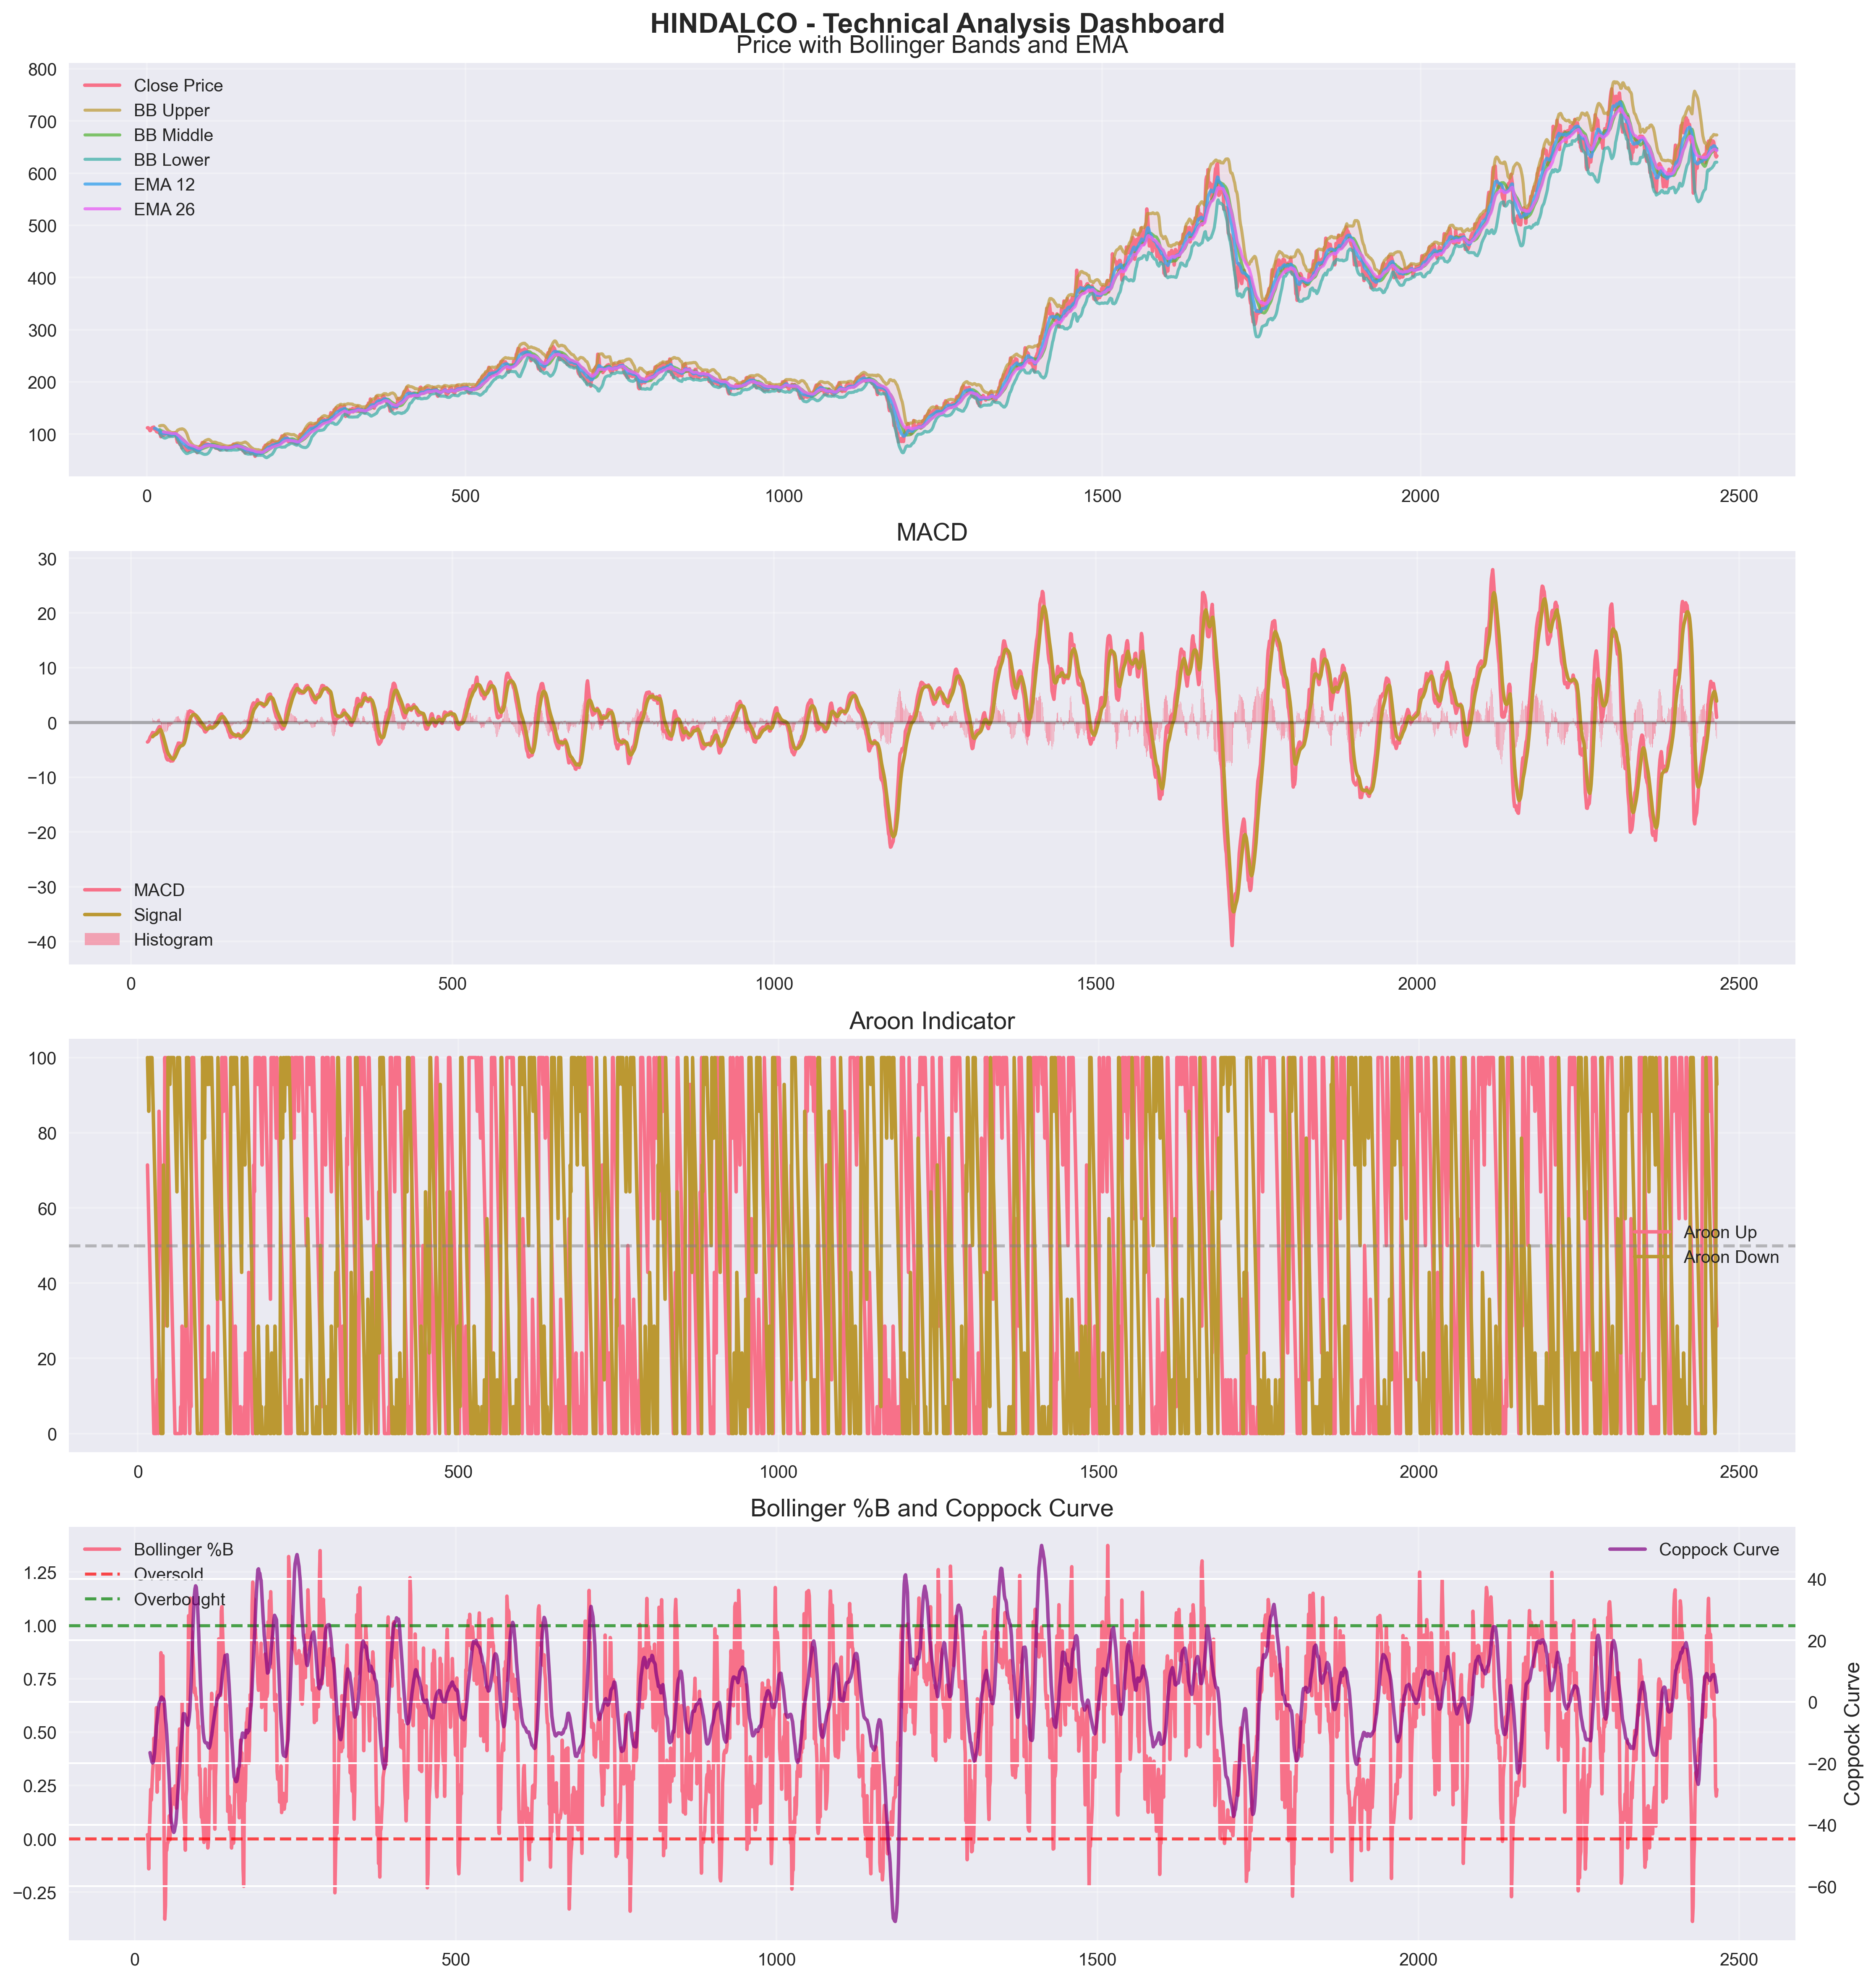 HINDALCO - Technical Analysis Dashboard
Price with Bollinger Bands and EMA
800
700
600
500
400
300
200
100
Close Price
BB Upper
BB Middle
BB Lower
EMA 12
EMA 26
0 500 1000 1500 2000 2500
MACD
30
20
10
0
−10
−20
−30
−40
MACD
Signal
Histogram
0 500 1000 1500 2000 2500
Aroon Indicator
100
80
60
40
20
0
Aroon Up
Aroon Down
0 500 1000 1500 2000 2500
Bollinger %B and Coppock Curve
1.25
1.00
0.75
0.50
0.25
0.00
−0.25
Bollinger %B
Oversold
Overbought
Coppock Curve
40
20
0
−20
−40
−60
Coppock Curve
0 500 1000 1500 2000 2500